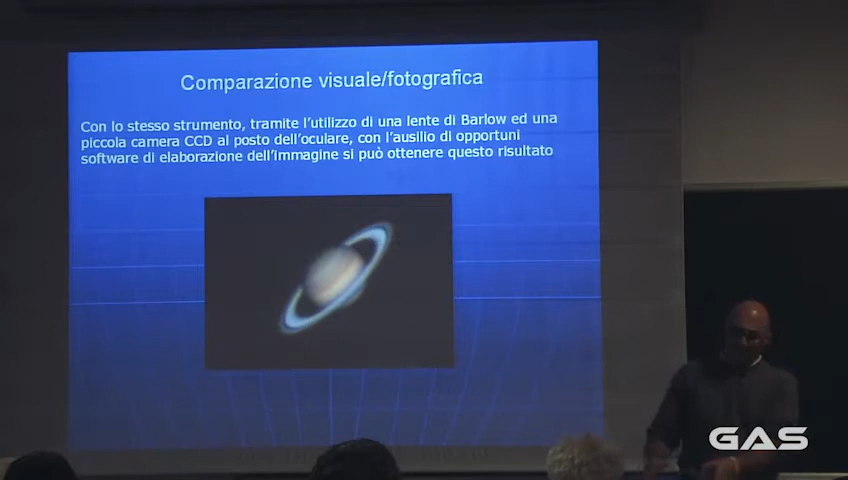 Comparazione visuale/fotografica
Con lo stesso strumento, tramite l'utilizzo di una lente di Barlow ed una
piccola camera CCD al posto dell'oculare, con l'ausilio di opportuni
software di elaborazione dell'immagine si può ottenere questo risultato
GAS